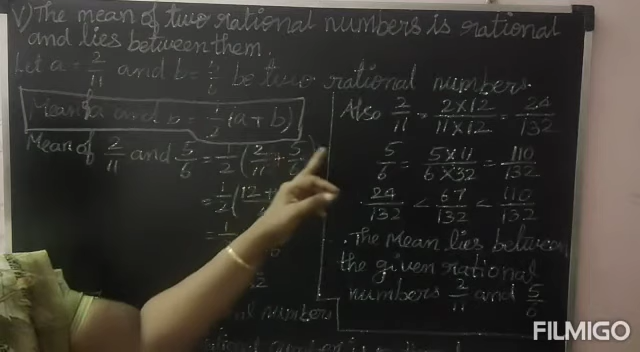 V) The mean of two rational numbers is rational
and lies between them.
Let a = 2/11 and b = 5/6 be two rational numbers
Mean of a and b = 1/2 (a + b)
Mean of 2/11 and 5/6 = 1/2 (2/11 + 5/6)
= 1/2 (12 +
= 1/2
numbers
Also 2/11 = 2×12/11×12 = 24/132
5/6 = 5×11/6×32 = 110/132
24/132 < 67/132 < 110/132
The Mean lies between
the given rational
numbers 2/11 and 5/6
FILMIGO